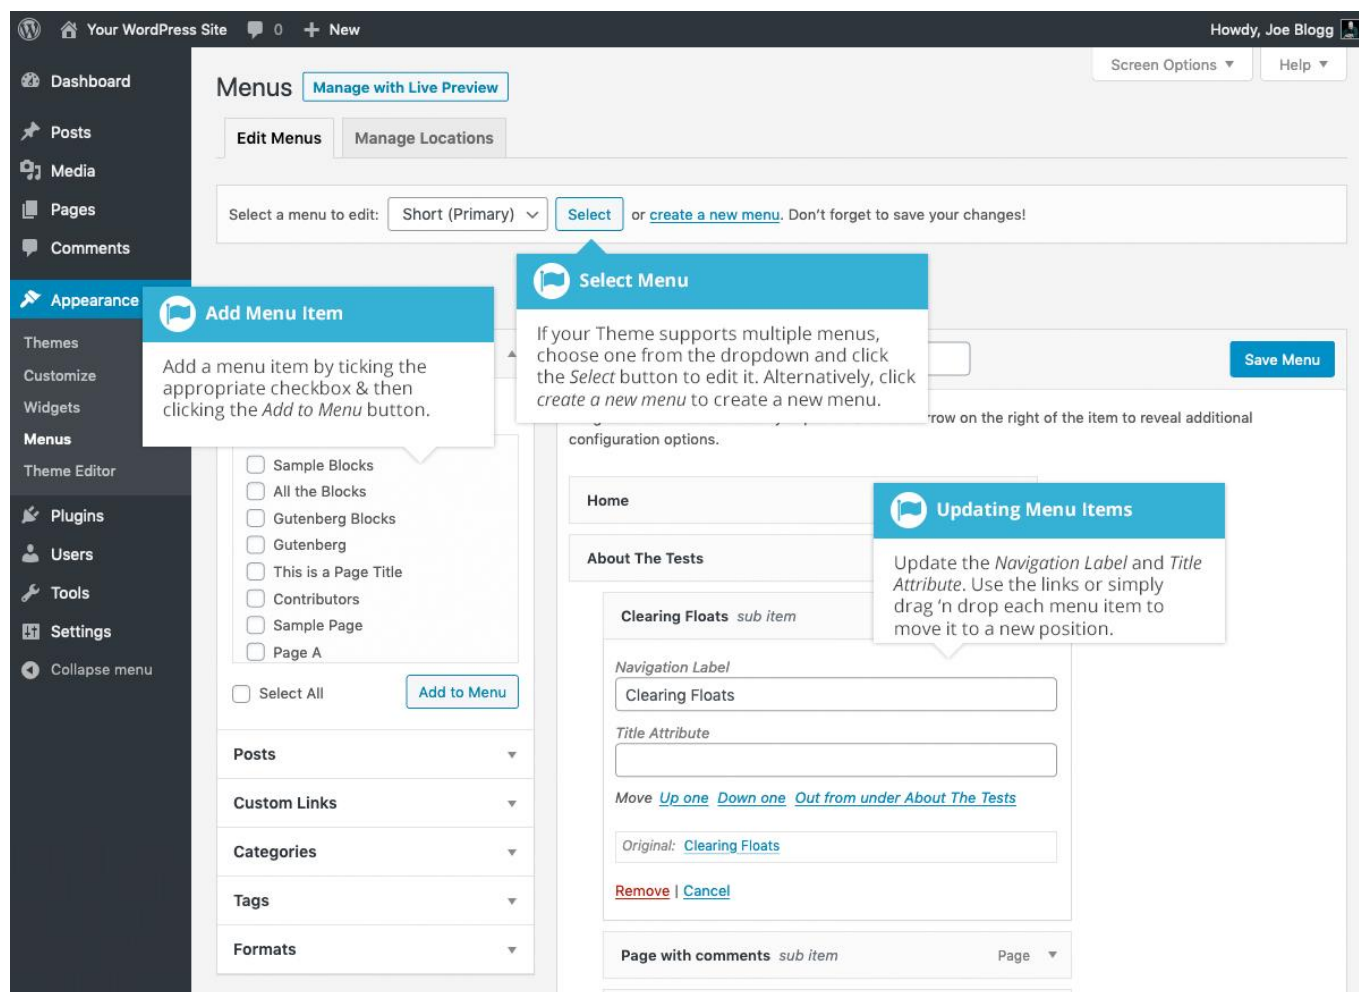 Your WordPress Site 0 + New Howdy, Joe Blogg
Screen Options ▼ Help ▼
Dashboard
Posts
Media
Pages
Comments
Appearance
Themes
Customize
Widgets
Menus
Theme Editor
Plugins
Users
Tools
Settings
Collapse menu
Menus Manage with Live Preview
Edit Menus Manage Locations
Select a menu to edit: Short (Primary) Select or create a new menu. Don't forget to save your changes!
Select Menu
If your Theme supports multiple menus,
choose one from the dropdown and click
the Select button to edit it. Alternatively, click
create a new menu to create a new menu.
Add Menu Item
Add a menu item by ticking the
appropriate checkbox & then
clicking the Add to Menu button.
Sample Blocks
All the Blocks
Gutenberg Blocks
Gutenberg
This is a Page Title
Contributors
Sample Page
Page A
Select All Add to Menu
Posts ▼
Custom Links ▼
Categories ▼
Tags ▼
Formats ▼
Save Menu
on the right of the item to reveal additional
configuration options.
Home
About The Tests
Updating Menu Items
Update the Navigation Label and Title
Attribute. Use the links or simply
drag 'n drop each menu item to
move it to a new position.
Clearing Floats sub item
Navigation Label
Clearing Floats
Title Attribute
Move Up one Down one Out from under About The Tests
Original: Clearing Floats
Remove | Cancel
Page with comments sub item Page ▼